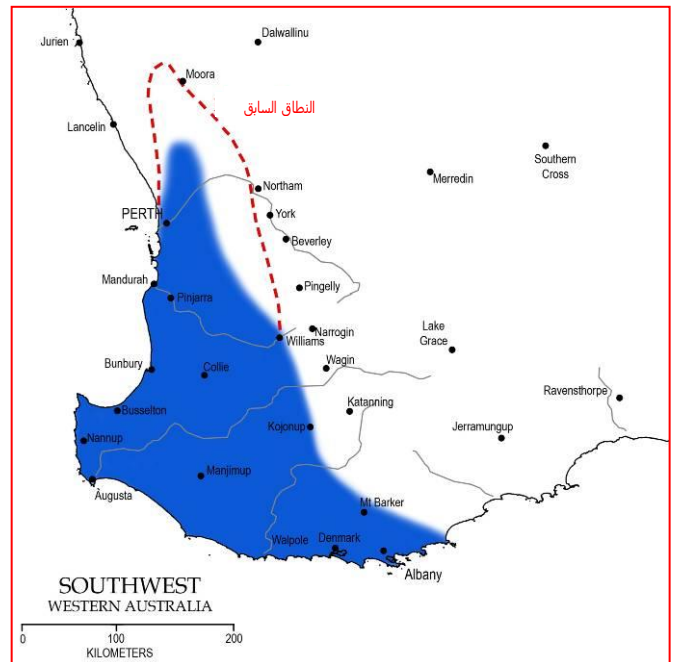 Dalwallinu
Jurien
Moora
النطاق السابق
Lancelin
Southern
Cross
Merredin
Northam
York
PERTH
Beverley
Mandurah
Pinjarra
Pingelly
Narrogin
Williams
Lake
Grace
Bunbury
Collie
Wagin
Ravensthorpe
Busselton
Katanning
Kojonup
Jerramungup
Nannup
Manjimup
Augusta
Mt Barker
Walpole
Denmark
Albany
SOUTHWEST
WESTERN AUSTRALIA
0 100 200
KILOMETERS